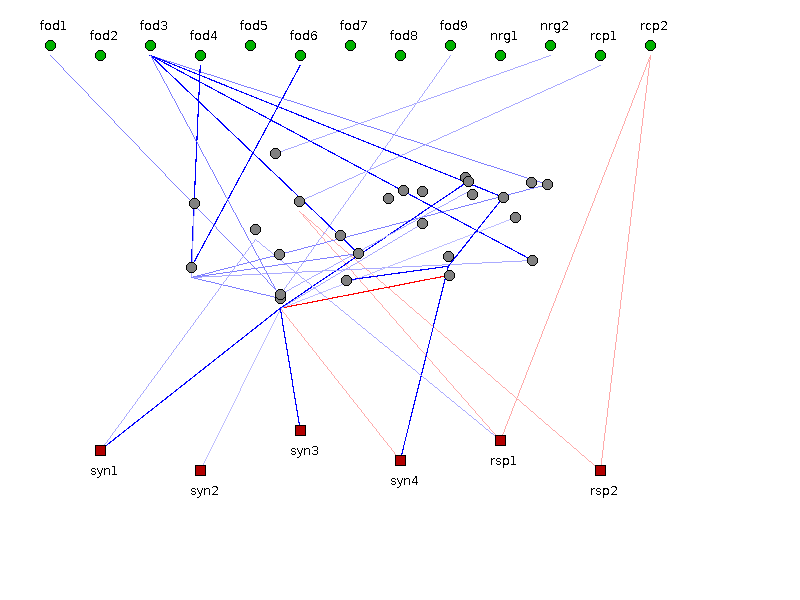 fod1 fod2 fod3 fod4 fod5 fod6 fod7 fod8 fod9 nrg1 nrg2 rcp1 rcp2
syn1 syn2 syn3 syn4 rsp1 rsp2